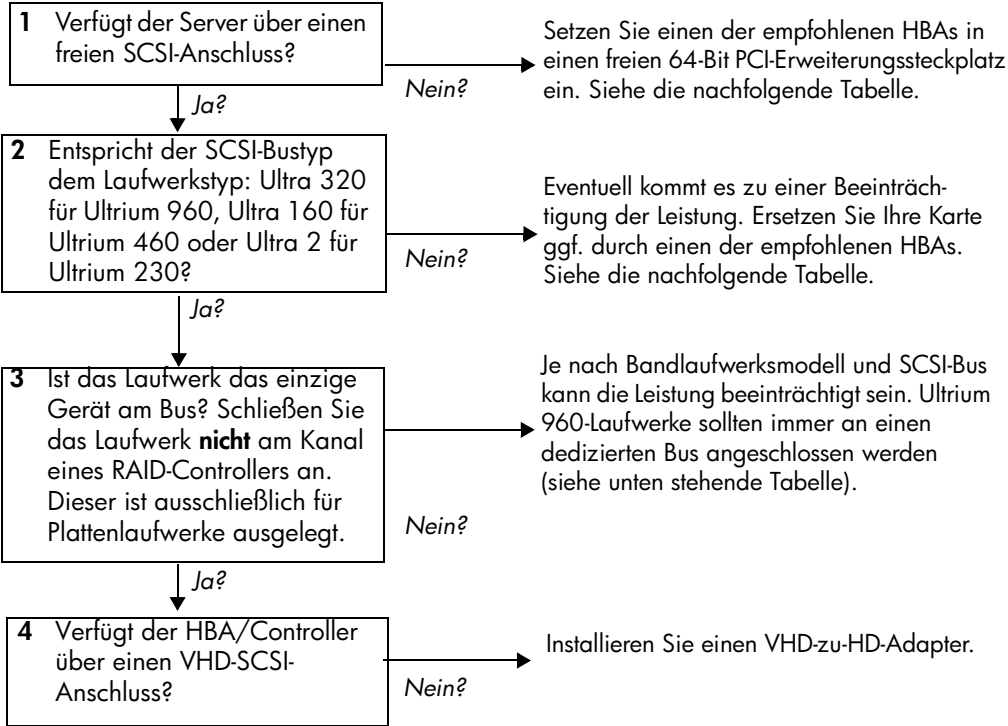 1 Verfügt der Server über einen
freien SCSI-Anschluss?
Nein?
Setzen Sie einen der empfohlenen HBAs in
einen freien 64-Bit PCI-Erweiterungssteckplatz
ein. Siehe die nachfolgende Tabelle.
Ja?
2 Entspricht der SCSI-Bustyp
dem Laufwerkstyp: Ultra 320
für Ultrium 960, Ultra 160 für
Ultrium 460 oder Ultra 2 für
Ultrium 230?
Nein?
Eventuell kommt es zu einer Beeinträch-
tigung der Leistung. Ersetzen Sie Ihre Karte
ggf. durch einen der empfohlenen HBAs.
Siehe die nachfolgende Tabelle.
Ja?
3 Ist das Laufwerk das einzige
Gerät am Bus? Schließen Sie
das Laufwerk nicht am Kanal
eines RAID-Controllers an.
Dieser ist ausschließlich für
Plattenlaufwerke ausgelegt.
Nein?
Je nach Bandlaufwerksmodell und SCSI-Bus
kann die Leistung beeinträchtigt sein. Ultrium
960-Laufwerke sollten immer an einen
dedizierten Bus angeschlossen werden
(siehe unten stehende Tabelle).
Ja?
4 Verfügt der HBA/Controller
über einen VHD-SCSI-
Anschluss?
Nein?
Installieren Sie einen VHD-zu-HD-Adapter.